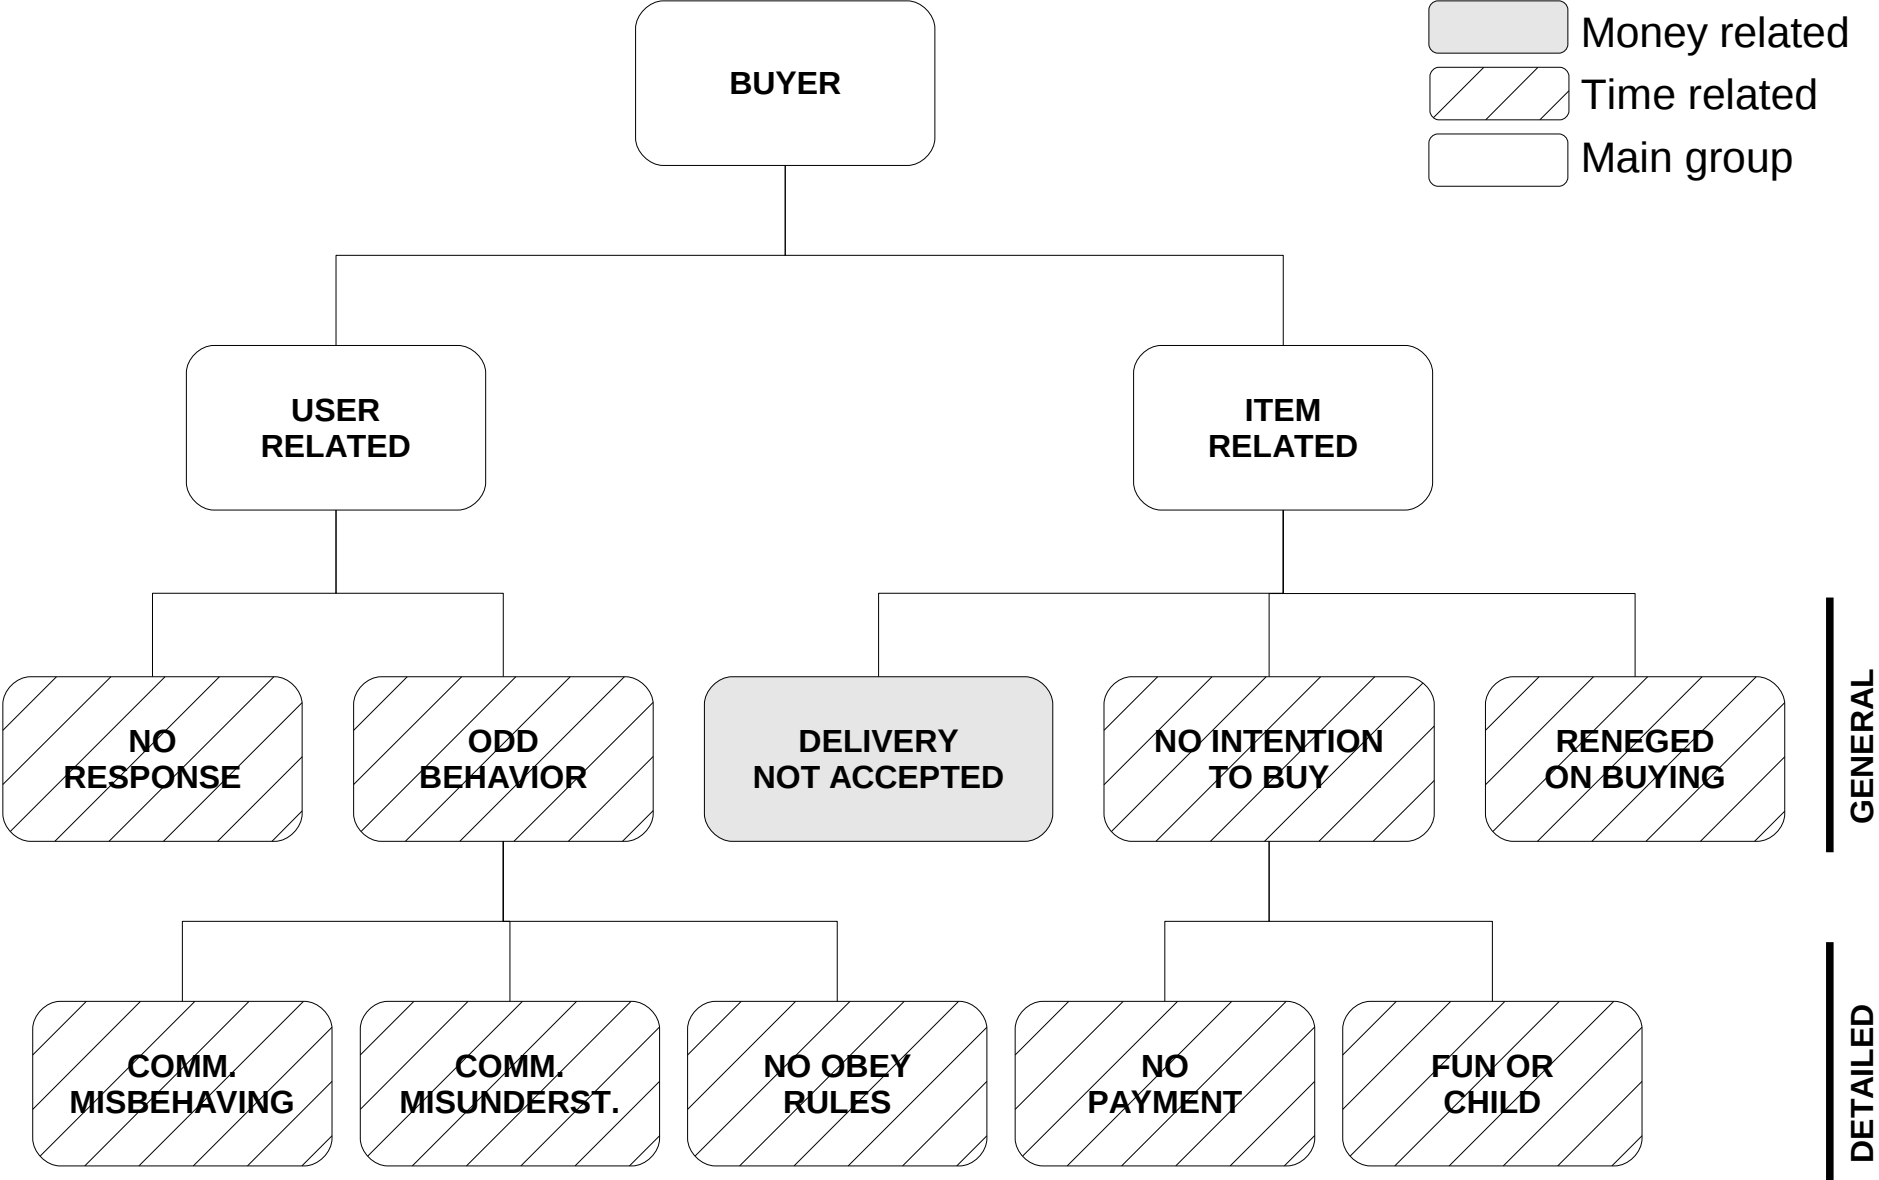 Money related
Time related
Main group
BUYER
USER
RELATED
ITEM
RELATED
NO
RESPONSE
ODD
BEHAVIOR
DELIVERY
NOT ACCEPTED
NO INTENTION
TO BUY
RENEGED
ON BUYING
GENERAL
COMM.
MISBEHAVING
COMM.
MISUNDERST.
NO OBEY
RULES
NO
PAYMENT
FUN OR
CHILD
DETAILED